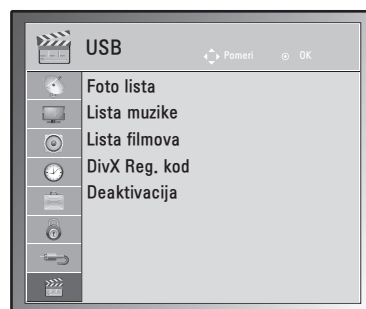 USB
Pomeri OK
Foto lista
Lista muzike
Lista filmova
DivX Reg. kod
Deaktivacija